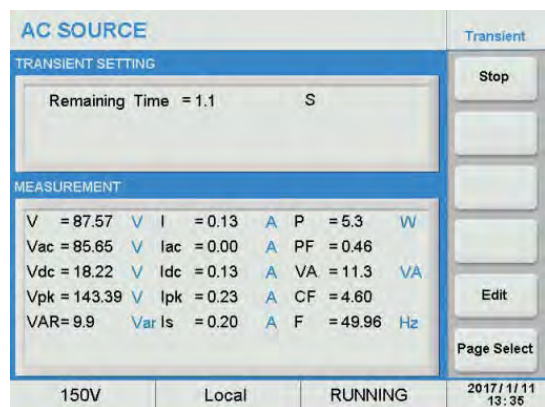 AC SOURCE
Transient
TRANSIENT SETTING
Stop
Remaining Time = 1.1 S
MEASUREMENT
V = 87.57 V I = 0.13 A P = 5.3 W
Vac = 85.65 V Iac = 0.00 A PF = 0.46
Vdc = 18.22 V Idc = 0.13 A VA = 11.3 VA
Vpk = 143.39 V Ipk = 0.23 A CF = 4.60
Edit
VAR= 9.9 Var Is = 0.20 A F = 49.96 Hz
Page Select
150V Local RUNNING 2017/1/11
13:35